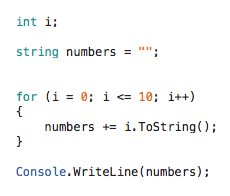 int i;
string numbers = "";
for (i = 0; i <= 10; i++)
{
    numbers += i.ToString();
}
Console.WriteLine(numbers);